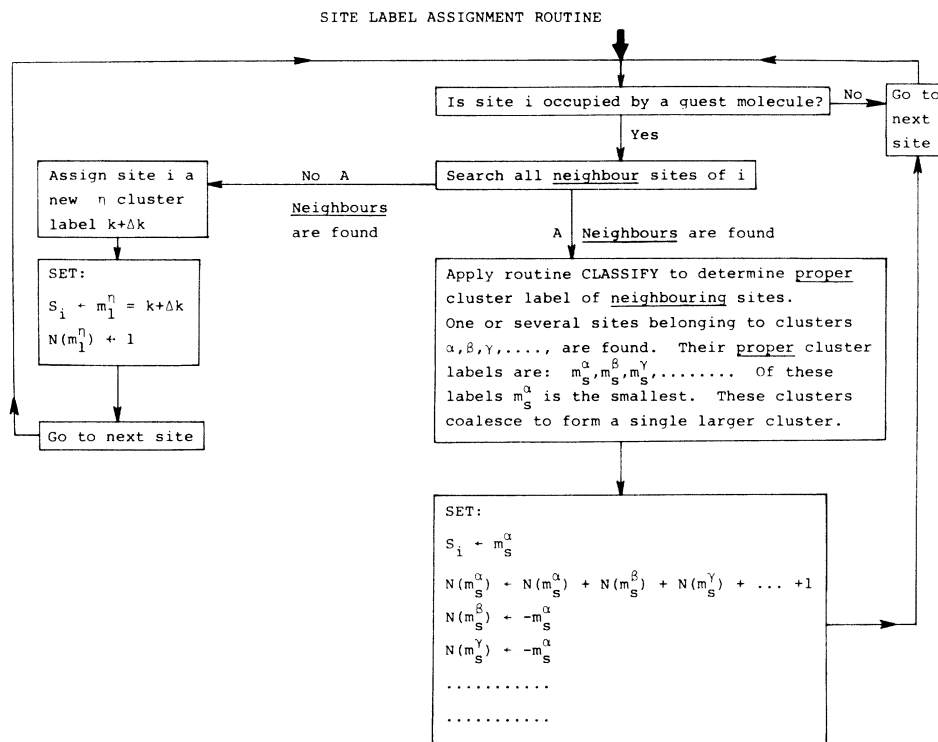 SITE LABEL ASSIGNMENT ROUTINE
Is site i occupied by a guest molecule?
No
Go to
next
site
Yes
Search all neighbour sites of i
No A
Neighbours
are found
Assign site i a
new η cluster
label k+Δk
SET:
S_i ← m_1^η = k+Δk
N(m_1^η) ← 1
Go to next site
A Neighbours are found
Apply routine CLASSIFY to determine proper
cluster label of neighbouring sites.
One or several sites belonging to clusters
α,β,γ,...., are found. Their proper cluster
labels are: m_s^α,m_s^β,m_s^γ,......... Of these
labels m_s^α is the smallest. These clusters
coalesce to form a single larger cluster.
SET:
S_i ← m_s^α
N(m_s^α) ← N(m_s^α) + N(m_s^β) + N(m_s^γ) + ... +1
N(m_s^β) ← -m_s^α
N(m_s^γ) ← -m_s^α
...........
...........